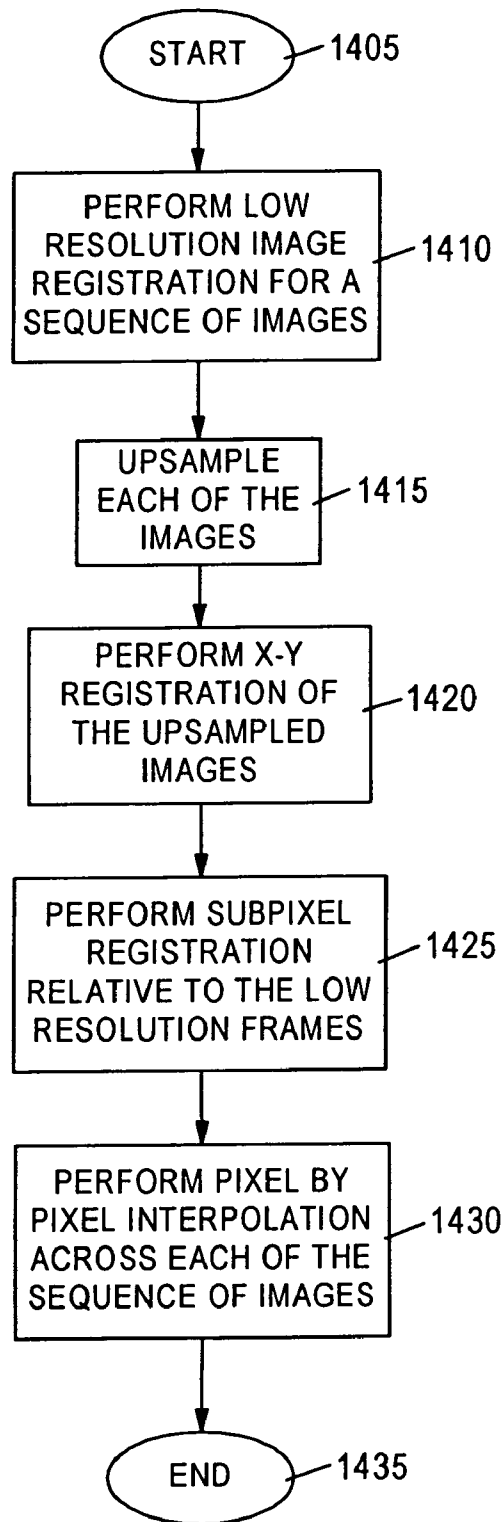 START
1405
PERFORM LOW
RESOLUTION IMAGE
REGISTRATION FOR A
SEQUENCE OF IMAGES
1410
UPSAMPLE
EACH OF THE
IMAGES
1415
PERFORM X-Y
REGISTRATION OF
THE UPSAMPLED
IMAGES
1420
PERFORM SUBPIXEL
REGISTRATION
RELATIVE TO THE LOW
RESOLUTION FRAMES
1425
PERFORM PIXEL BY
PIXEL INTERPOLATION
ACROSS EACH OF THE
SEQUENCE OF IMAGES
1430
END
1435